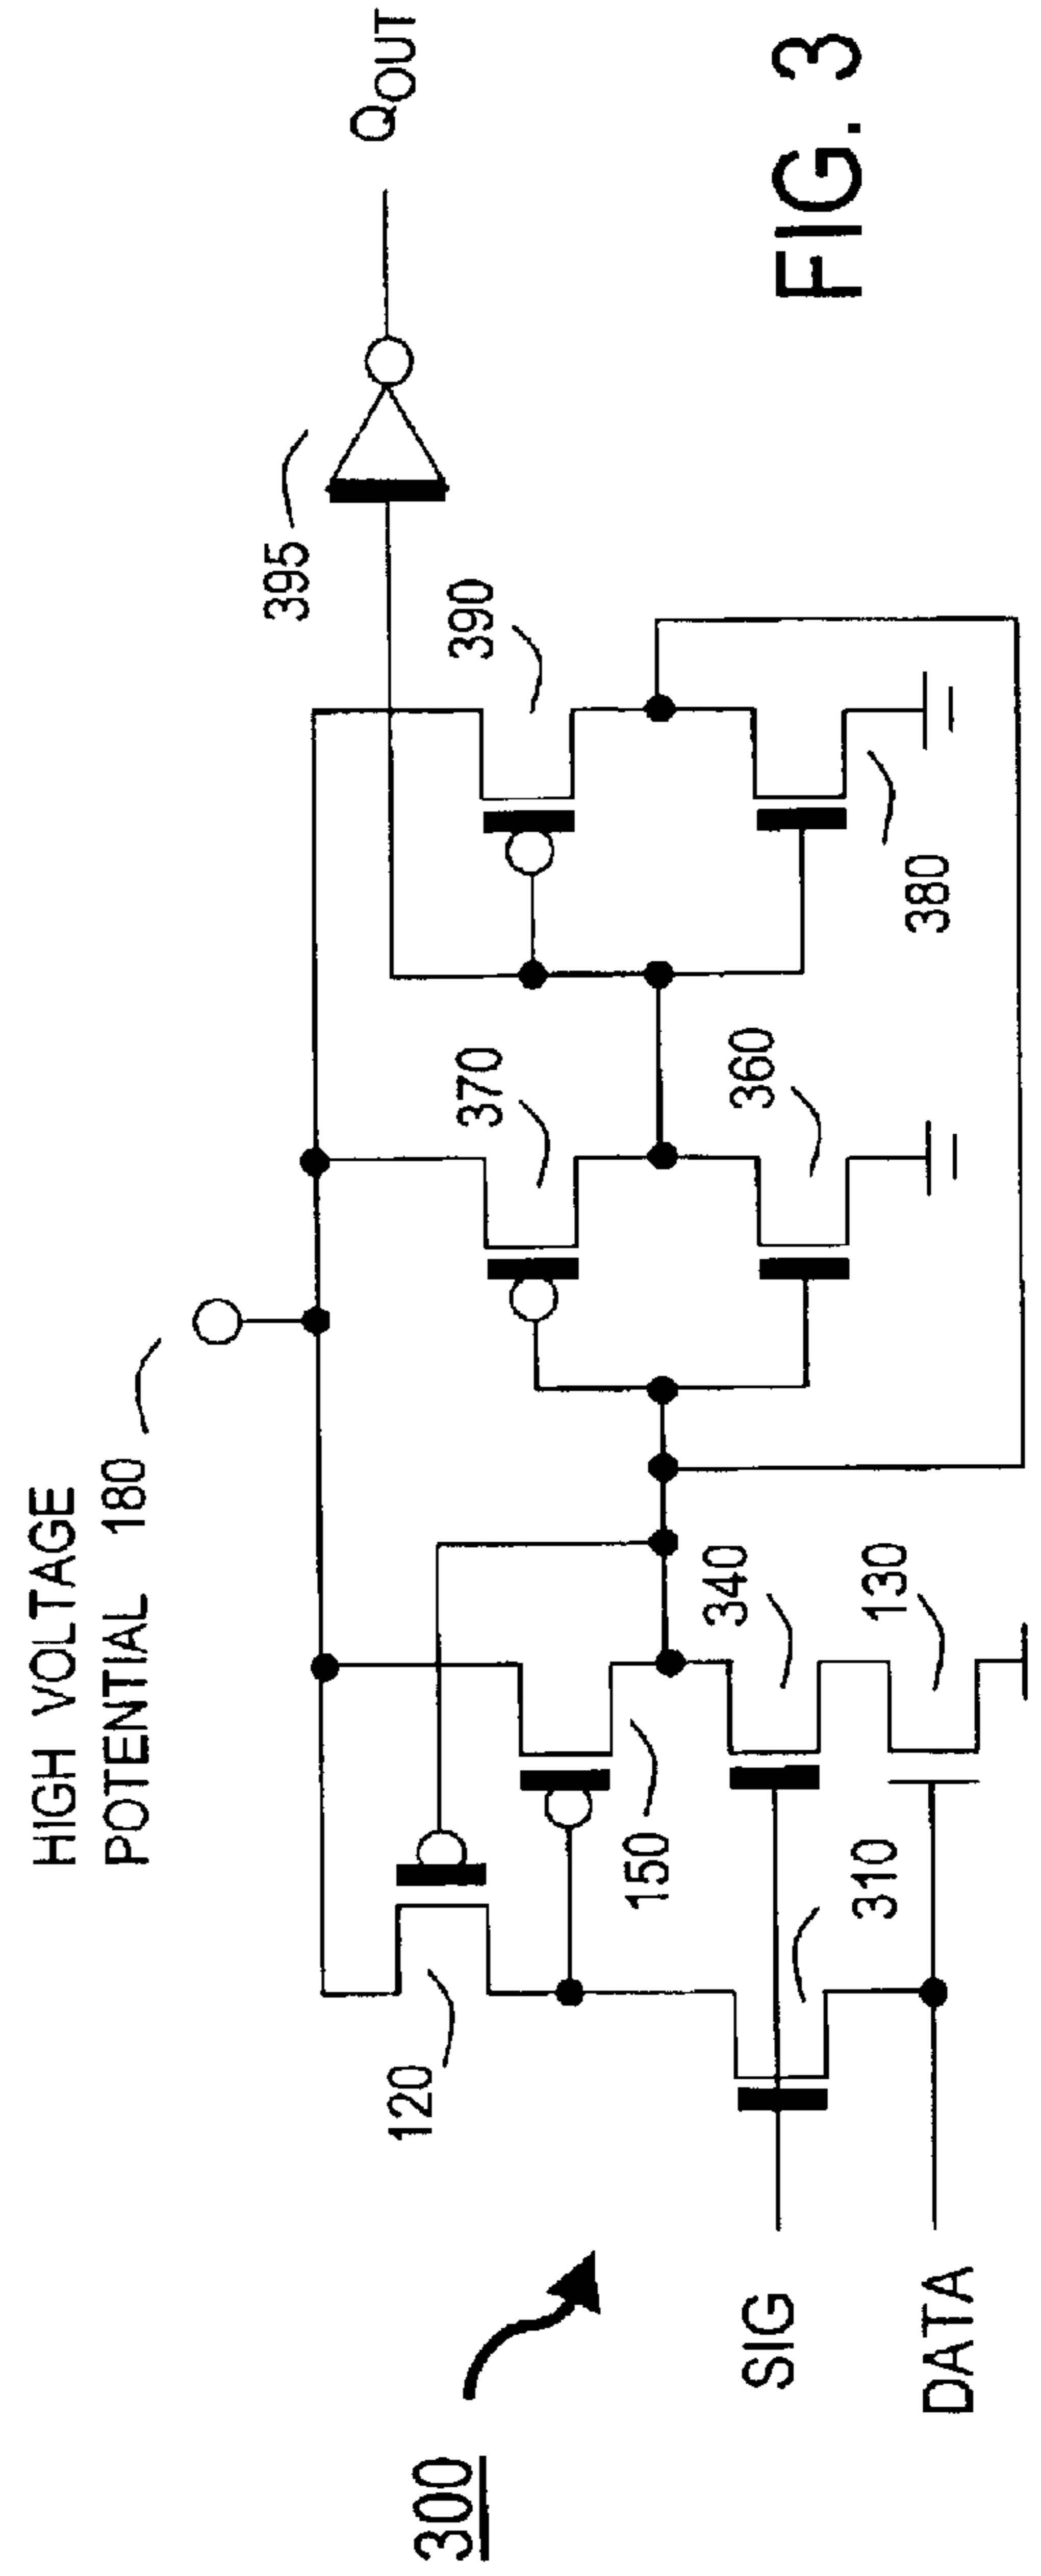 HIGH VOLTAGE
POTENTIAL 180
395
Q_OUT
390
370
120
150
340
360
380
310
130
SIG
DATA
300
FIG. 3